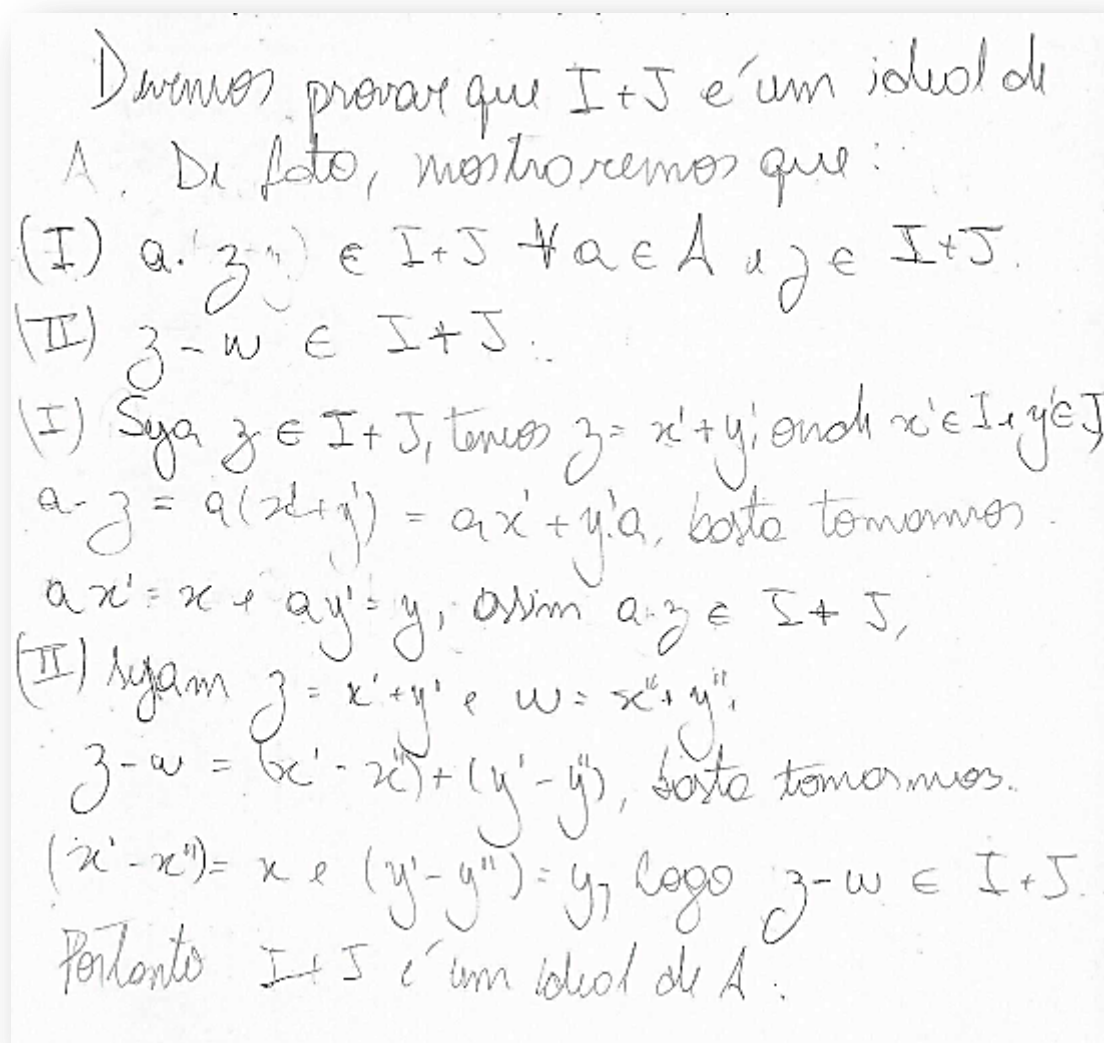 Devemos provar que I+J é um ideal de
A. De fato, mostraremos que:
(I) a.z ∈ I+J ∀ a ∈ A e z ∈ I+J.
(II) z-w ∈ I+J.
(I) Seja z ∈ I+J, temos z = x'+y', onde x' ∈ I e y' ∈ J
a.z = a(x'+y') = ax'+y'.a, basta tomarmos.
ax'=x e ay'=y, assim a.z ∈ I+J,
(II) sejam z = x'+y' e w = x''+y'',
z-w = (x'-x'')+(y'-y''), basta tomarmos.
(x'-x'')= x e (y'-y'')= y, logo z-w ∈ I+J.
Portanto I+J é um ideal de A.